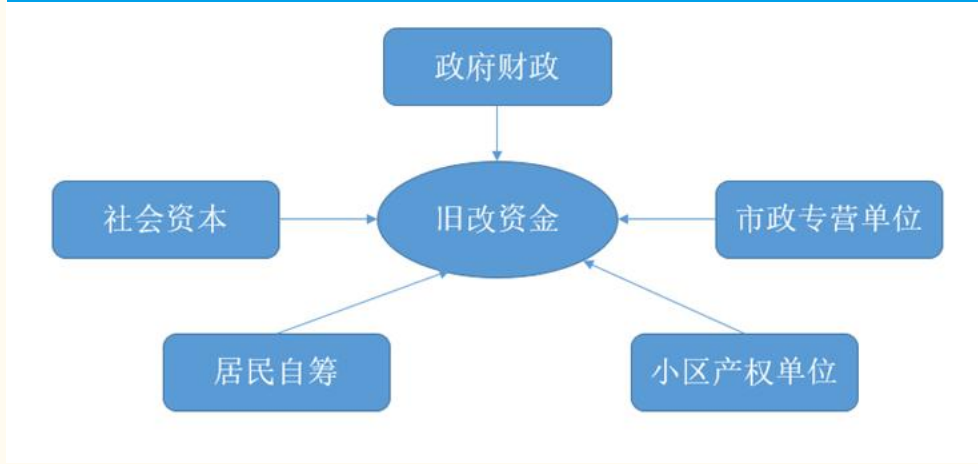 政府财政
社会资本
旧改资金
市政专营单位
居民自筹
小区产权单位